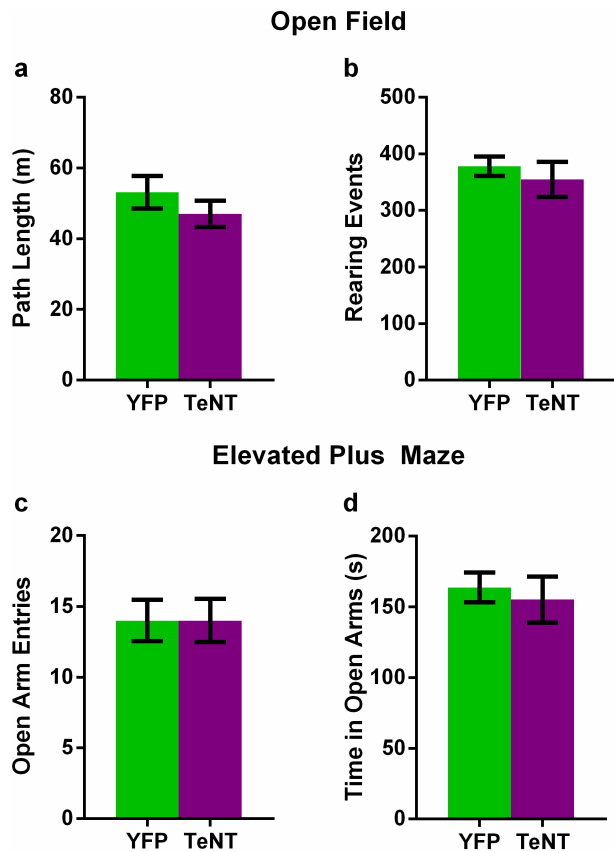 Open Field
a
b
80
60
40
20
0
Path Length (m)
YFP TeNT
500
400
300
200
100
0
Rearing Events
YFP TeNT
Elevated Plus Maze
c
d
20
15
10
5
0
Open Arm Entries
YFP TeNT
200
150
100
50
0
Time in Open Arms (s)
YFP TeNT